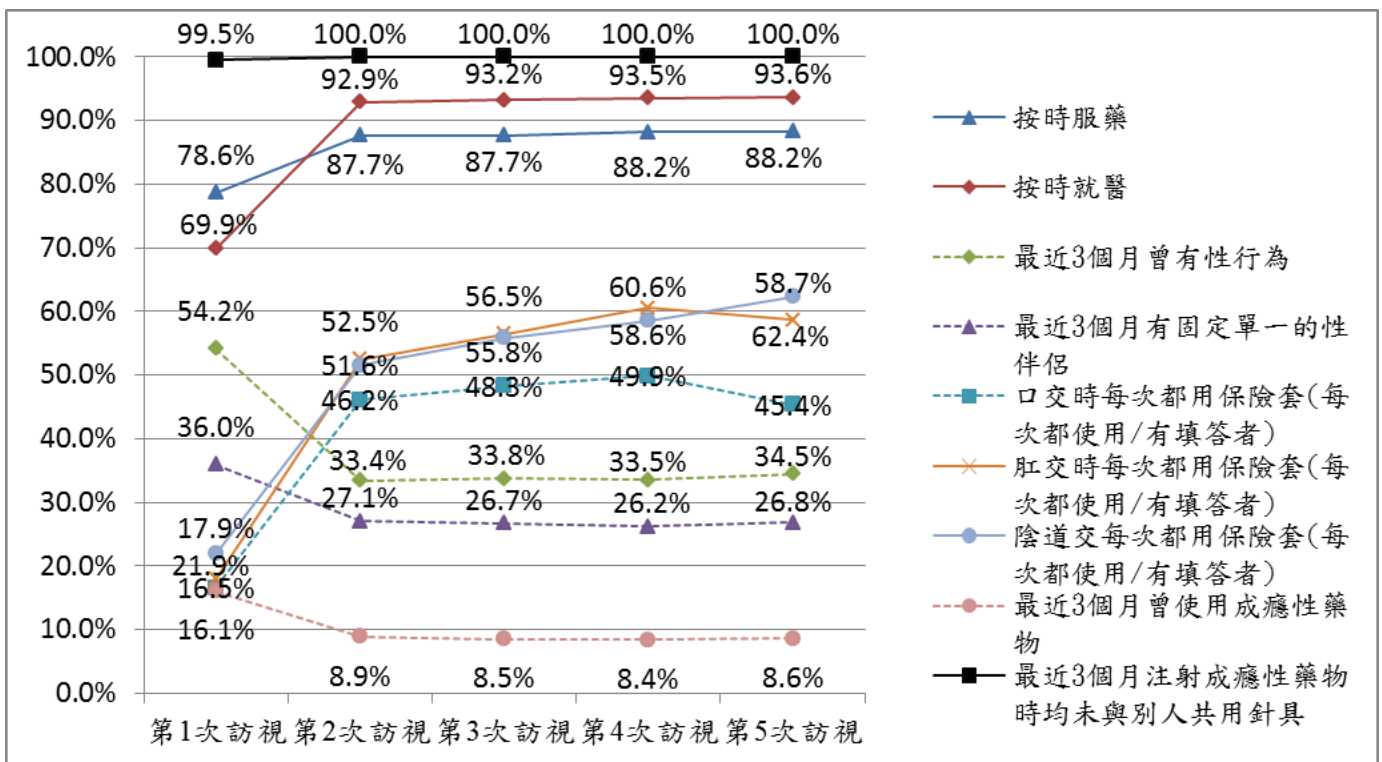 99.5% 100.0% 100.0% 100.0% 100.0%
100.0%
92.9% 93.2% 93.5% 93.6%
90.0%
78.6% 87.7% 87.7% 88.2% 88.2%
80.0%
69.9%
70.0%
54.2% 52.5% 56.5% 60.6% 58.7%
60.0%
51.6% 55.8% 58.6% 62.4%
50.0%
46.2% 48.3% 49.9% 45.4%
40.0%
36.0% 33.4% 33.8% 33.5% 34.5%
30.0%
27.1% 26.7% 26.2% 26.8%
17.9%
20.0%
21.9%
16.5%
10.0%
16.1% 8.9% 8.5% 8.4% 8.6%
0.0%
第1次訪視 第2次訪視 第3次訪視 第4次訪視 第5次訪視
按時服藥
按時就醫
最近3個月曾有性行為
最近3個月有固定單一的性
伴侶
口交時每次都用保險套(每
次都使用/有填答者)
肛交時每次都用保險套(每
次都使用/有填答者)
陰道交每次都用保險套(每
次都使用/有填答者)
最近3個月曾使用成癮性藥
物
最近3個月注射成癮性藥物
時均未與別人共用針具